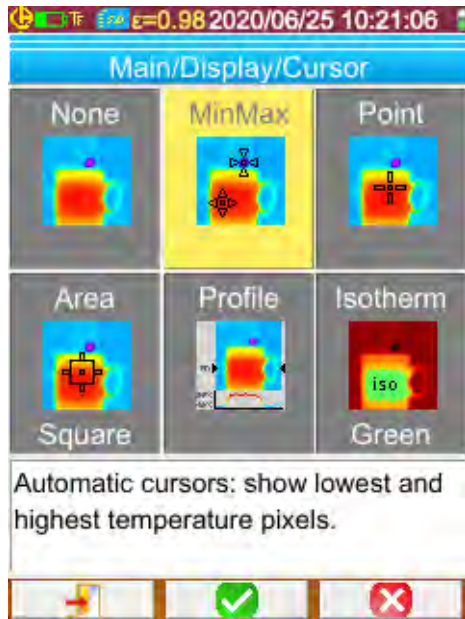 ε=0.98 2020/06/25 10:21:06
Main/Display/Cursor
None MinMax Point
Area Profile Isotherm
iso
Square Green
Automatic cursors: show lowest and
highest temperature pixels.